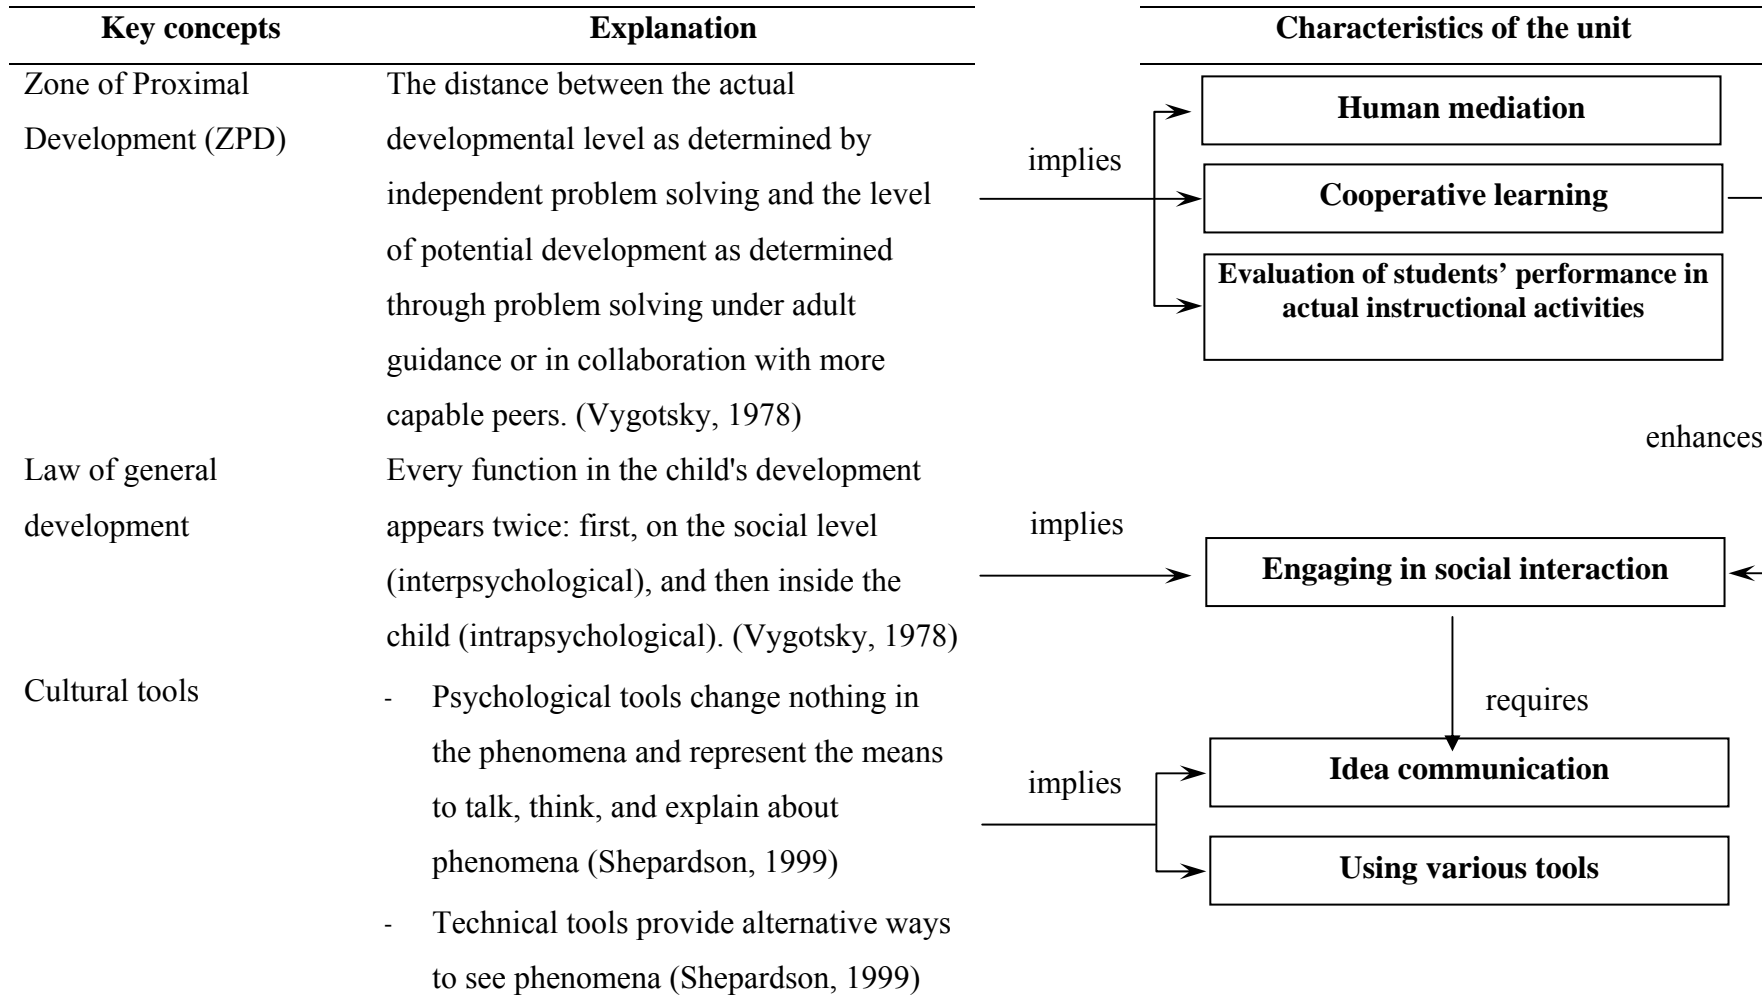 Key concepts
Explanation
Characteristics of the unit
Zone of Proximal
Development (ZPD)
The distance between the actual
developmental level as determined by
independent problem solving and the level
of potential development as determined
through problem solving under adult
guidance or in collaboration with more
capable peers. (Vygotsky, 1978)
implies
Human mediation
Cooperative learning
Evaluation of students’ performance in
actual instructional activities
enhances
Law of general
development
Every function in the child's development
appears twice: first, on the social level
(interpsychological), and then inside the
child (intrapsychological). (Vygotsky, 1978)
implies
Engaging in social interaction
requires
Cultural tools
- Psychological tools change nothing in
the phenomena and represent the means
to talk, think, and explain about
phenomena (Shepardson, 1999)
- Technical tools provide alternative ways
to see phenomena (Shepardson, 1999)
implies
Idea communication
Using various tools